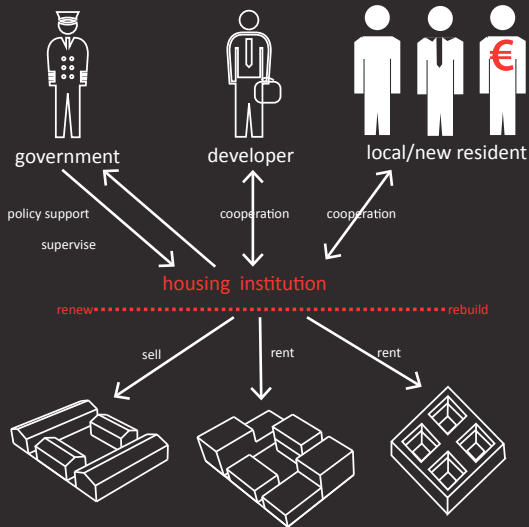 €
government
developer
local/new resident
policy support
cooperation
cooperation
supervise
housing institution
renew
rebuild
sell
rent
rent